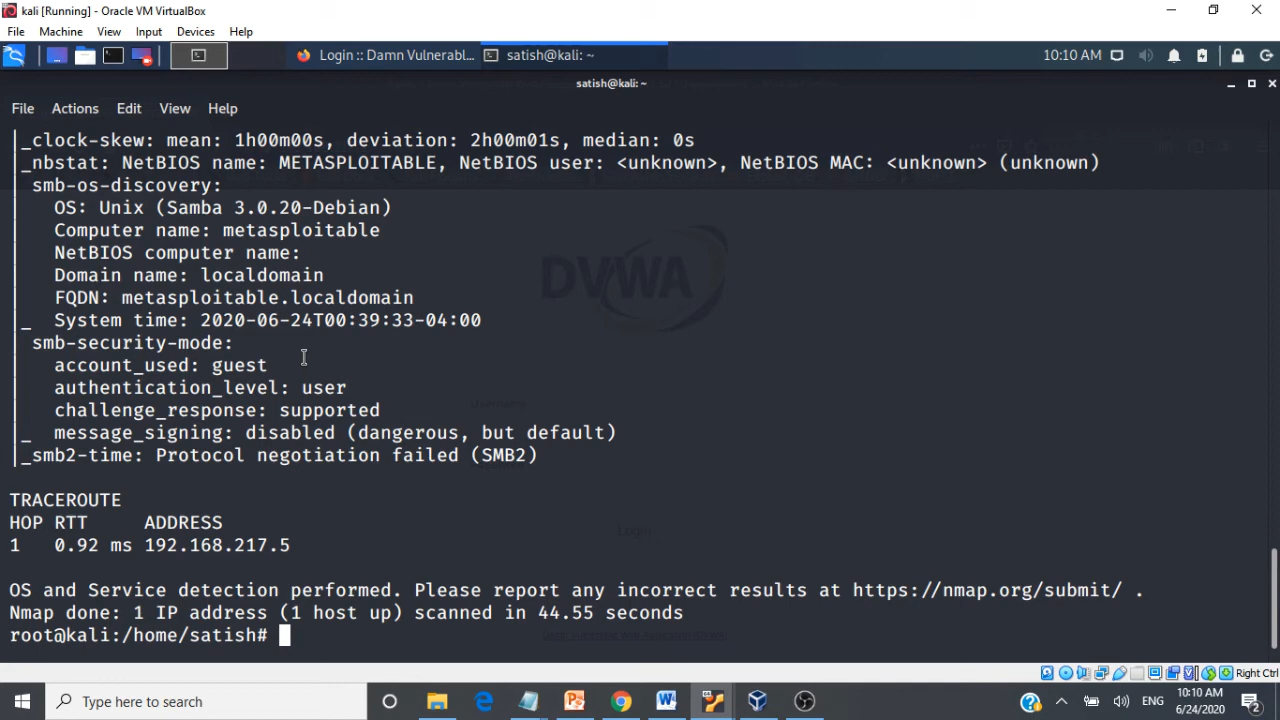 kali [Running] - Oracle VM VirtualBox
File Machine View Input Devices Help
Login :: Damn Vulnerabl... satish@kali: ~ 10:10 AM
satish@kali: ~
File Actions Edit View Help
|_clock-skew: mean: 1h00m00s, deviation: 2h00m01s, median: 0s
|_nbstat: NetBIOS name: METASPLOITABLE, NetBIOS user: <unknown>, NetBIOS MAC: <unknown> (unknown)
| smb-os-discovery:
|   OS: Unix (Samba 3.0.20-Debian)
|   Computer name: metasploitable
|   NetBIOS computer name:
|   Domain name: localdomain
|   FQDN: metasploitable.localdomain
|_  System time: 2020-06-24T00:39:33-04:00
| smb-security-mode:
|   account_used: guest
|   authentication_level: user
|   challenge_response: supported
|_  message_signing: disabled (dangerous, but default)
|_smb2-time: Protocol negotiation failed (SMB2)
TRACEROUTE
HOP RTT     ADDRESS
1   0.92 ms 192.168.217.5
OS and Service detection performed. Please report any incorrect results at https://nmap.org/submit/ .
Nmap done: 1 IP address (1 host up) scanned in 44.55 seconds
root@kali:/home/satish#
DVWA
Username
Login
Right Ctrl
Type here to search
ENG
10:10 AM
6/24/2020
2